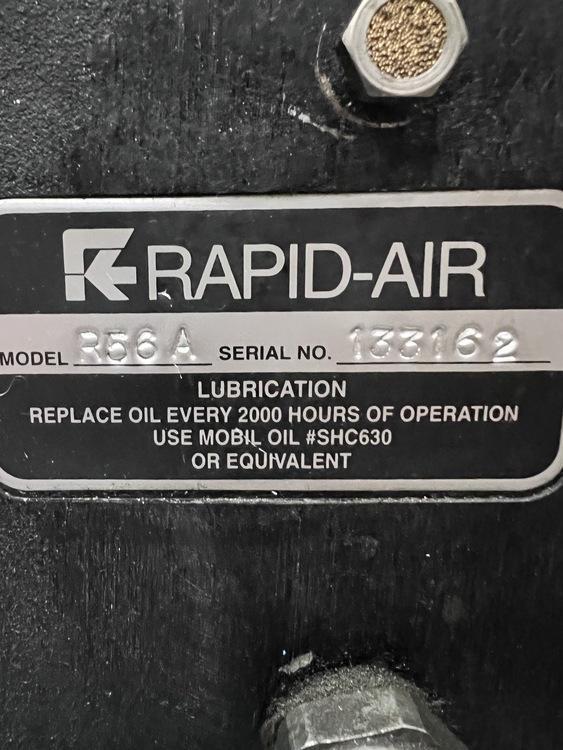 RAPID-AIR
MODEL R56A SERIAL NO. 133162
LUBRICATION
REPLACE OIL EVERY 2000 HOURS OF OPERATION
USE MOBIL OIL #SHC630
OR EQUIVALENT